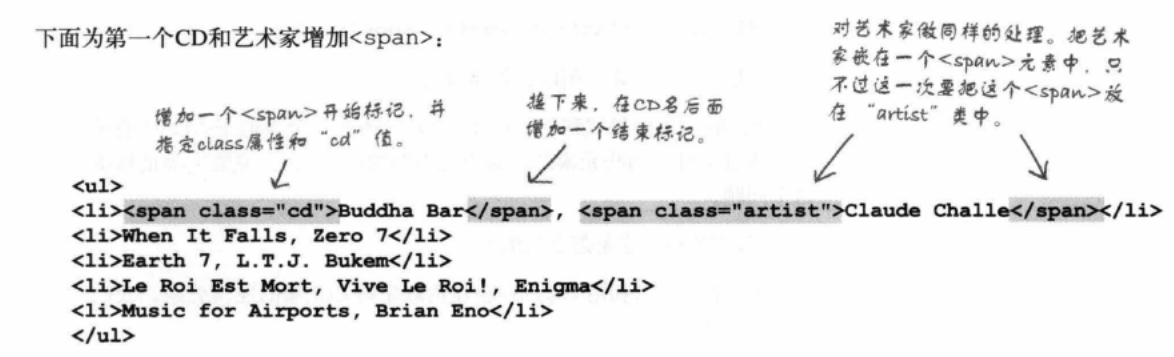 下面为第一个CD和艺术家增加<span>：
对艺术家做同样的处理。把艺术
家嵌在一个<span>元素中，只
不过这一次要把这个<span>放
在“artist”类中。
增加一个<span>开始标记，并
指定class属性和“cd”值。
接下来，在CD名后面
增加一个结束标记。
<ul>
<li><span class="cd">Buddha Bar</span>, <span class="artist">Claude Challe</span></li>
<li>When It Falls, Zero 7</li>
<li>Earth 7, L.T.J. Bukem</li>
<li>Le Roi Est Mort, Vive Le Roi!, Enigma</li>
<li>Music for Airports, Brian Eno</li>
</ul>